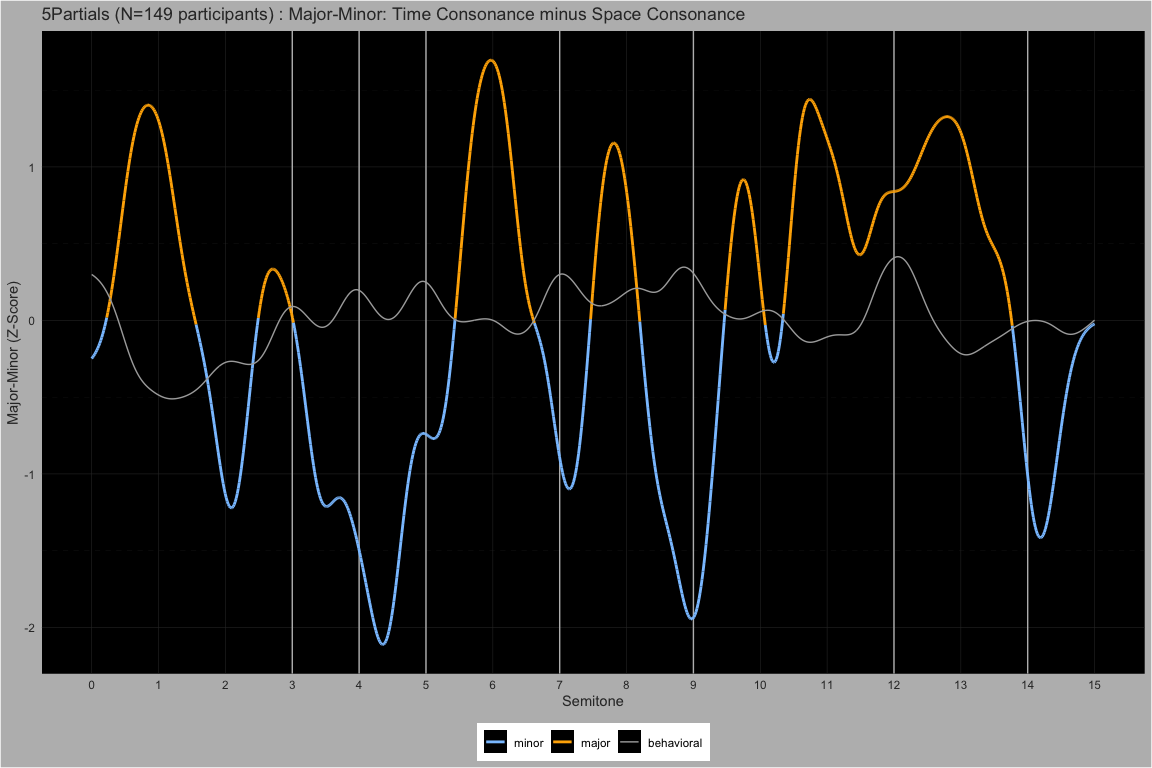 5Partials (N=149 participants) : Major-Minor: Time Consonance minus Space Consonance
Major-Minor (Z-Score)
1
0
-1
-2
0 1 2 3 4 5 6 7 8 9 10 11 12 13 14 15
Semitone
minor major behavioral